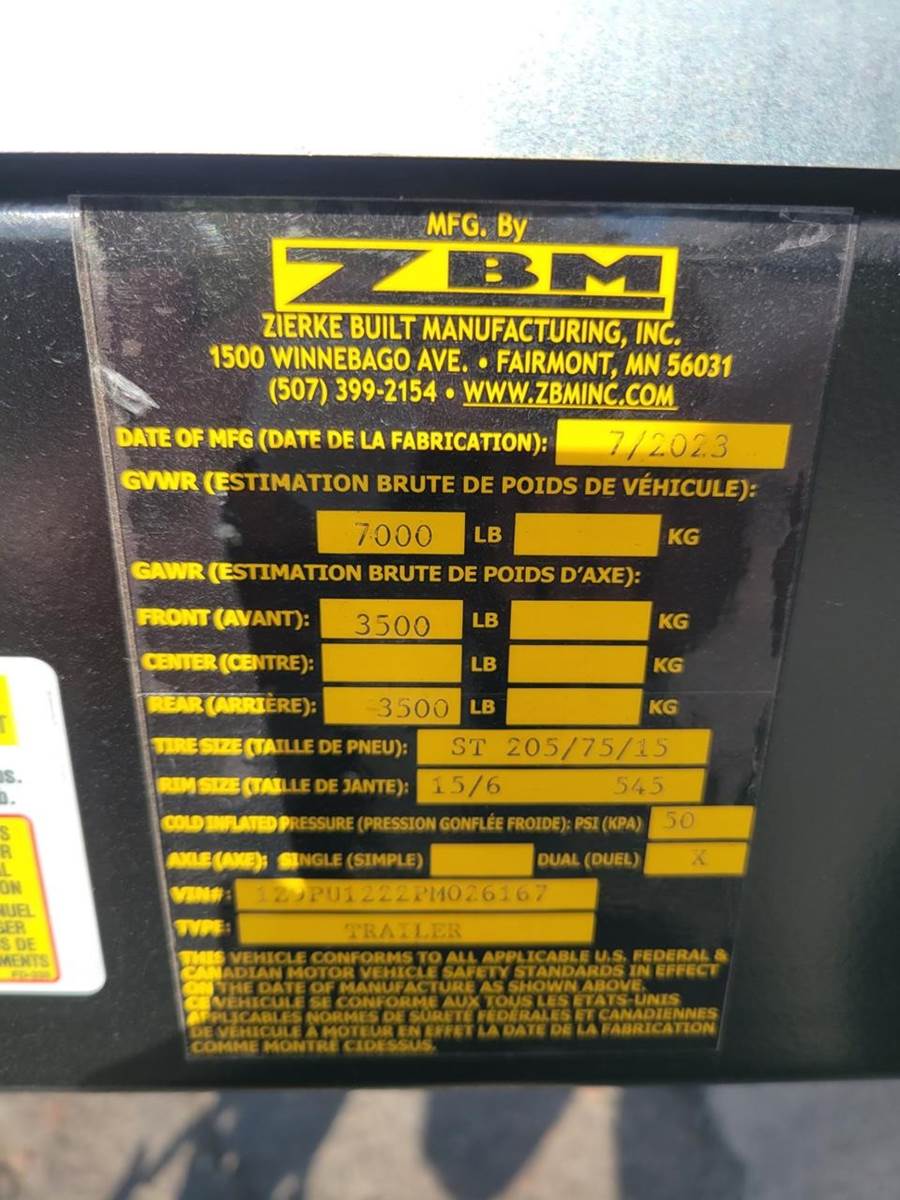 MFG. By
ZBM
ZIERKE BUILT MANUFACTURING, INC.
1500 WINNEBAGO AVE. • FAIRMONT, MN 56031
(507) 399-2154 • WWW.ZBMINC.COM
DATE OF MFG (DATE DE LA FABRICATION): 7/2023
GVWR (ESTIMATION BRUTE DE POIDS DE VÉHICULE):
7000 LB KG
GAWR (ESTIMATION BRUTE DE POIDS D'AXE):
FRONT (AVANT): 3500 LB KG
CENTER (CENTRE): LB KG
REAR (ARRIÈRE): 3500 LB KG
TIRE SIZE (TAILLE DE PNEU): ST 205/75/15
RIM SIZE (TAILLE DE JANTE): 15/6 545
COLD INFLATED PRESSURE (PRESSION GONFLÉE FROIDE): PSI (KPA) 50
AXLE (AXE): SINGLE (SIMPLE) DUAL (DUEL) X
VIN#: 1Z9PU1222PM026167
TYPE: TRAILER
THIS VEHICLE CONFORMS TO ALL APPLICABLE U.S. FEDERAL &
CANADIAN MOTOR VEHICLE SAFETY STANDARDS IN EFFECT
ON THE DATE OF MANUFACTURE AS SHOWN ABOVE.
CE VÉHICULE SE CONFORME AUX TOUS LES ETATS-UNIS
APPLICABLES NORMES DE SÛRETÉ FÉDÉRALES ET CANADIENNES
DE VÉHICULE À MOTEUR EN EFFET LA DATE DE LA FABRICATION
COMME MONTRÉ CIDESSUS.